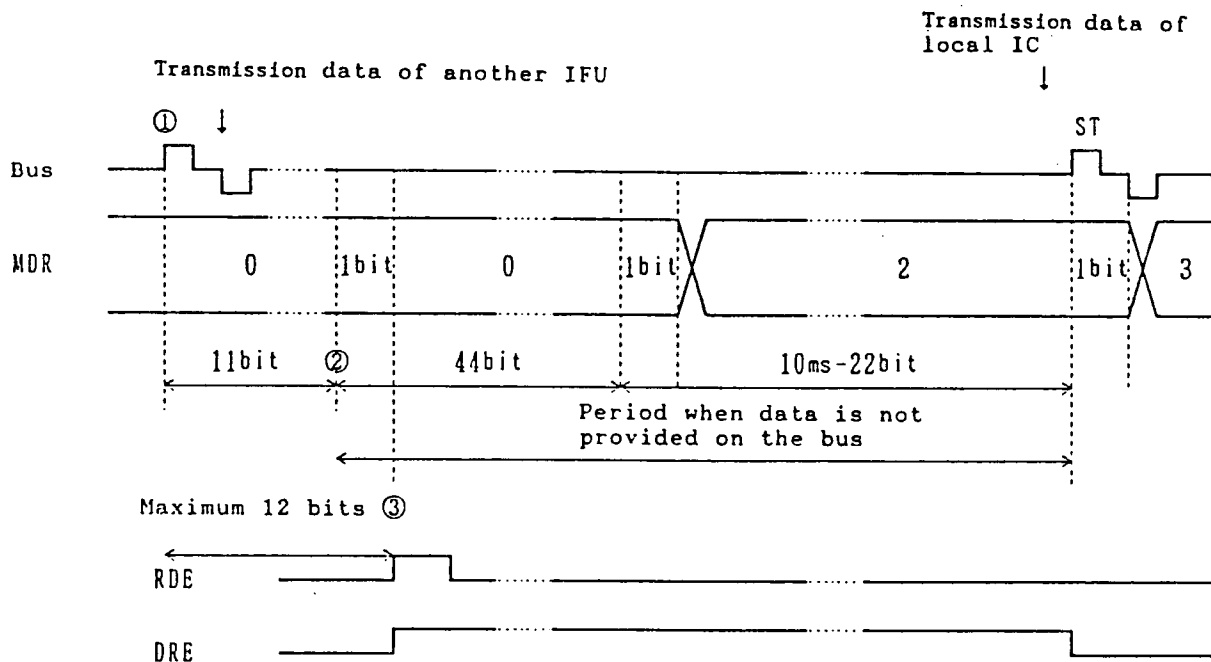 Transmission data of
local IC
↓
Transmission data of another IFU
① ↓
ST
Bus
MDR 0 1bit 0 1bit 2 1bit 3
11bit ② 44bit 10ms-22bit
Period when data is not
provided on the bus
Maximum 12 bits ③
RDE
DRE